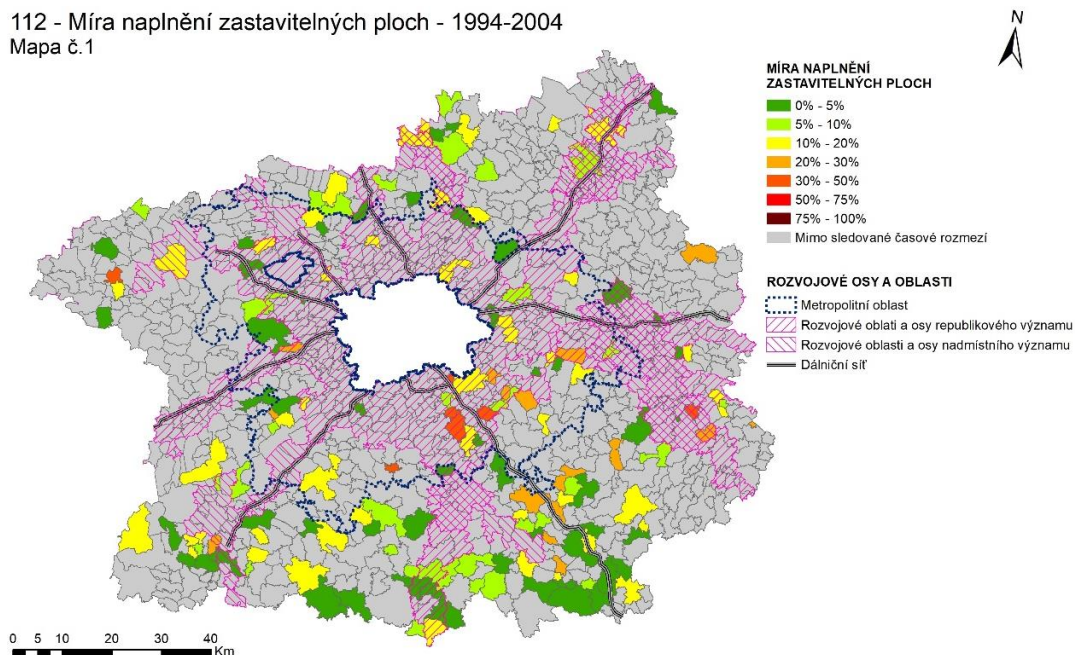 112 - Míra naplnění zastavitelných ploch - 1994-2004
Mapa č.1
N
MÍRA NAPLNĚNÍ
ZASTAVITELNÝCH PLOCH
0% - 5%
5% - 10%
10% - 20%
20% - 30%
30% - 50%
50% - 75%
75% - 100%
Mimo sledované časové rozmezí
ROZVOJOVÉ OSY A OBLASTI
Metropolitní oblast
Rozvojové oblati a osy republikového významu
Rozvojové oblasti a osy nadmístního významu
Dálniční síť
0 5 10 20 30 40
Km